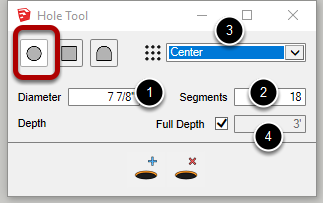 Hole Tool
3
Center
Diameter 7 7/8" 1 Segments 2 18
Depth Full Depth 3'
4